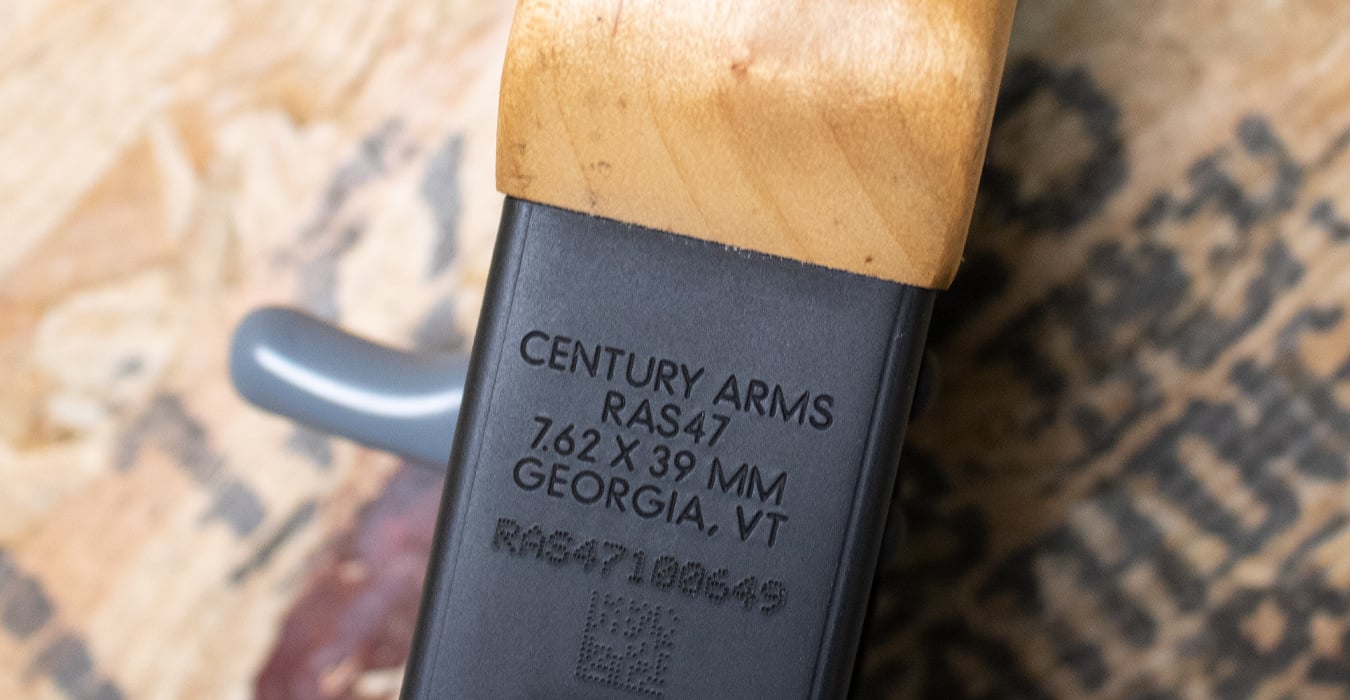 CENTURY ARMS
RAS47
7.62 X 39 MM
GEORGIA, VT
RAS47100649